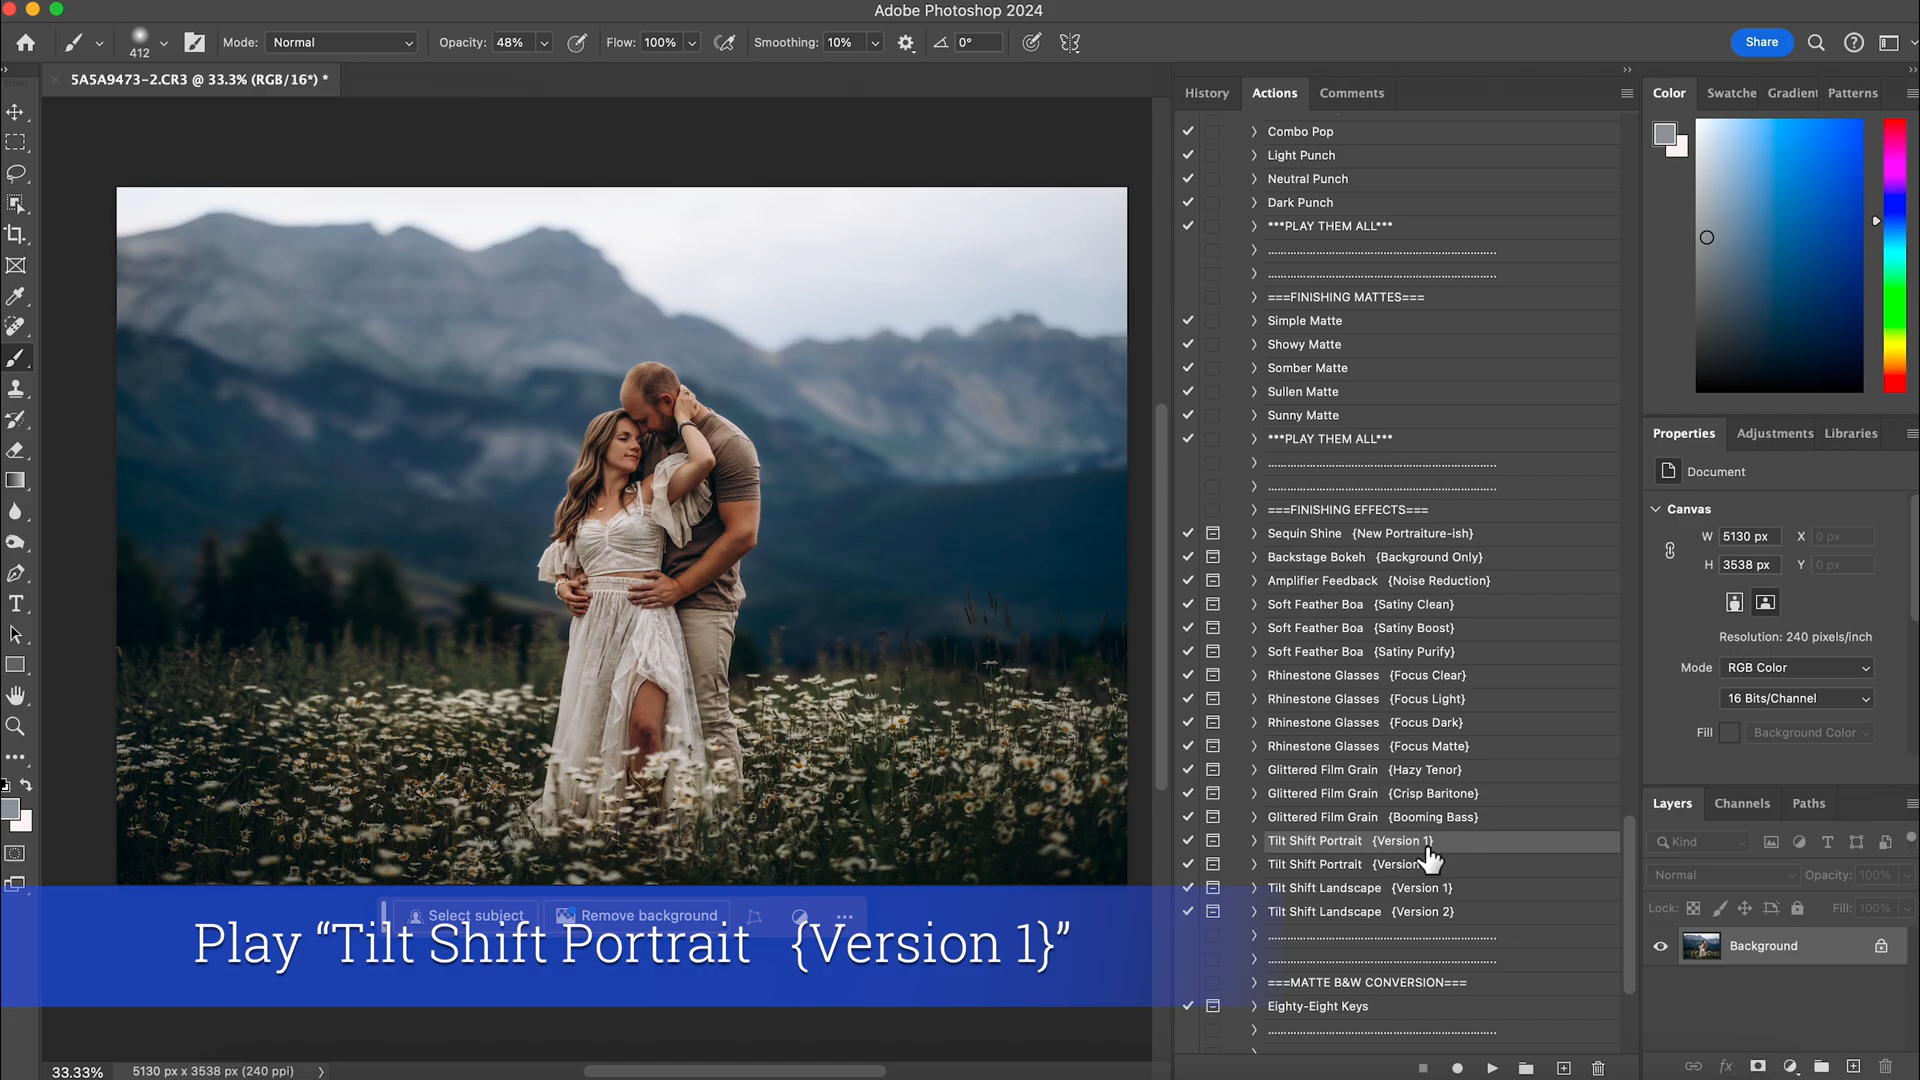 Adobe Photoshop 2024
412
Mode: Normal
Opacity: 48%
Flow: 100%
Smoothing: 10%
0°
Share
5A5A9473-2.CR3 @ 33.3% (RGB/16*) *
History
Actions
Comments
Combo Pop
Light Punch
Neutral Punch
Dark Punch
***PLAY THEM ALL***
===FINISHING MATTES===
Simple Matte
Showy Matte
Somber Matte
Sullen Matte
Sunny Matte
***PLAY THEM ALL***
===FINISHING EFFECTS===
Sequin Shine {New Portraiture-ish}
Backstage Bokeh {Background Only}
Amplifier Feedback {Noise Reduction}
Soft Feather Boa {Satiny Clean}
Soft Feather Boa {Satiny Boost}
Soft Feather Boa {Satiny Purify}
Rhinestone Glasses {Focus Clear}
Rhinestone Glasses {Focus Light}
Rhinestone Glasses {Focus Dark}
Rhinestone Glasses {Focus Matte}
Glittered Film Grain {Hazy Tenor}
Glittered Film Grain {Crisp Baritone}
Glittered Film Grain {Booming Bass}
Tilt Shift Portrait {Version 1}
Tilt Shift Portrait {Version
Tilt Shift Landscape {Version 1}
Tilt Shift Landscape {Version 2}
===MATTE B&W CONVERSION===
Eighty-Eight Keys
Color
Swatche
Gradient
Patterns
Properties
Adjustments
Libraries
Document
Canvas
W 5130 px X 0 px
H 3538 px Y 0 px
Resolution: 240 pixels/inch
Mode RGB Color
16 Bits/Channel
Fill Background Color
Layers
Channels
Paths
Kind
Normal
Opacity: 100%
Lock:
Fill: 100%
Background
Select subject
Remove background
Play “Tilt Shift Portrait {Version 1}”
33.33%
5130 px x 3538 px (240 ppi)